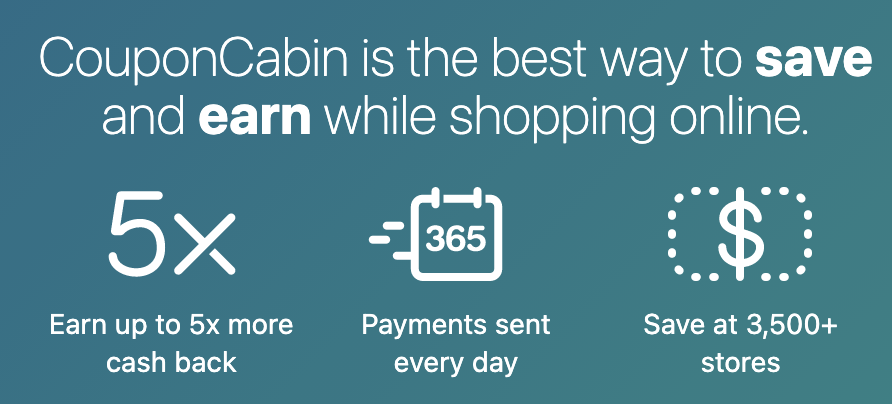 CouponCabin is the best way to save
and earn while shopping online.
5x
365
$
Earn up to 5x more
cash back
Payments sent
every day
Save at 3,500+
stores